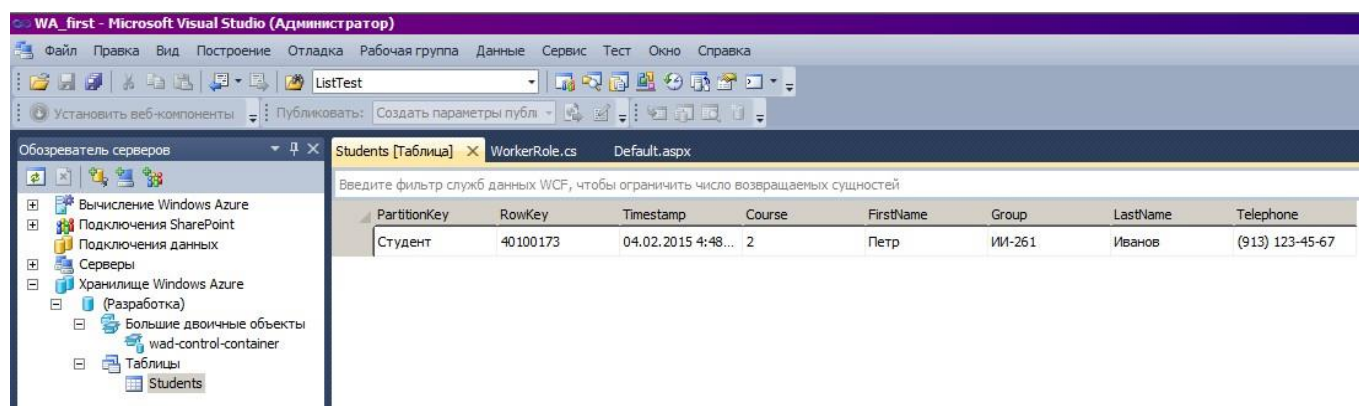 WA_first - Microsoft Visual Studio (Администратор)
Файл Правка Вид Построение Отладка Рабочая группа Данные Сервис Тест Окно Справка
ListTest
Установить веб-компоненты Публиковать: Создать параметры публи
Обозреватель серверов
Students [Таблица] WorkerRole.cs Default.aspx
Введите фильтр служб данных WCF, чтобы ограничить число возвращаемых сущностей
Вычисление Windows Azure
Подключения SharePoint
Подключения данных
Серверы
Хранилище Windows Azure
(Разработка)
Большие двоичные объекты
wad-control-container
Таблицы
Students
PartitionKey RowKey Timestamp Course FirstName Group LastName Telephone
Студент 40100173 04.02.2015 4:48... 2 Петр ИИ-261 Иванов (913) 123-45-67